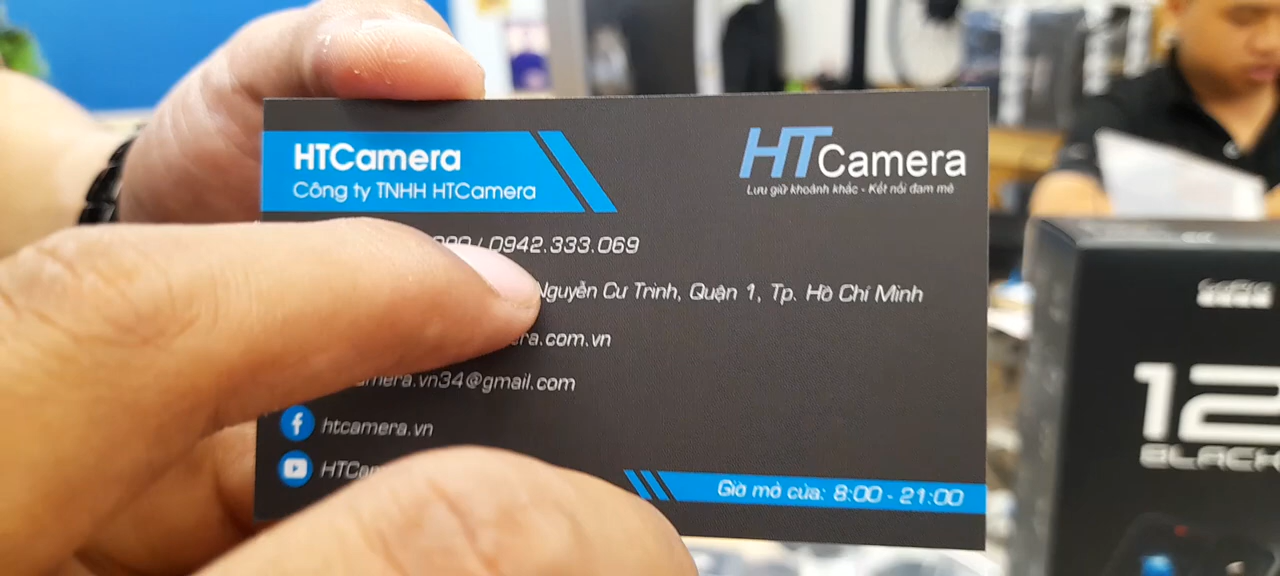 HTCamera
Công ty TNHH HTCamera
HTCamera
Lưu giữ khoảnh khắc - Kết nối đam mê
0942.333.069
Nguyễn Cư Trinh, Quận 1, Tp. Hồ Chí Minh
.com.vn
.vn34@gmail.com
htcamera.vn
Giờ mở cửa: 8:00 - 21:00
12
BLACK